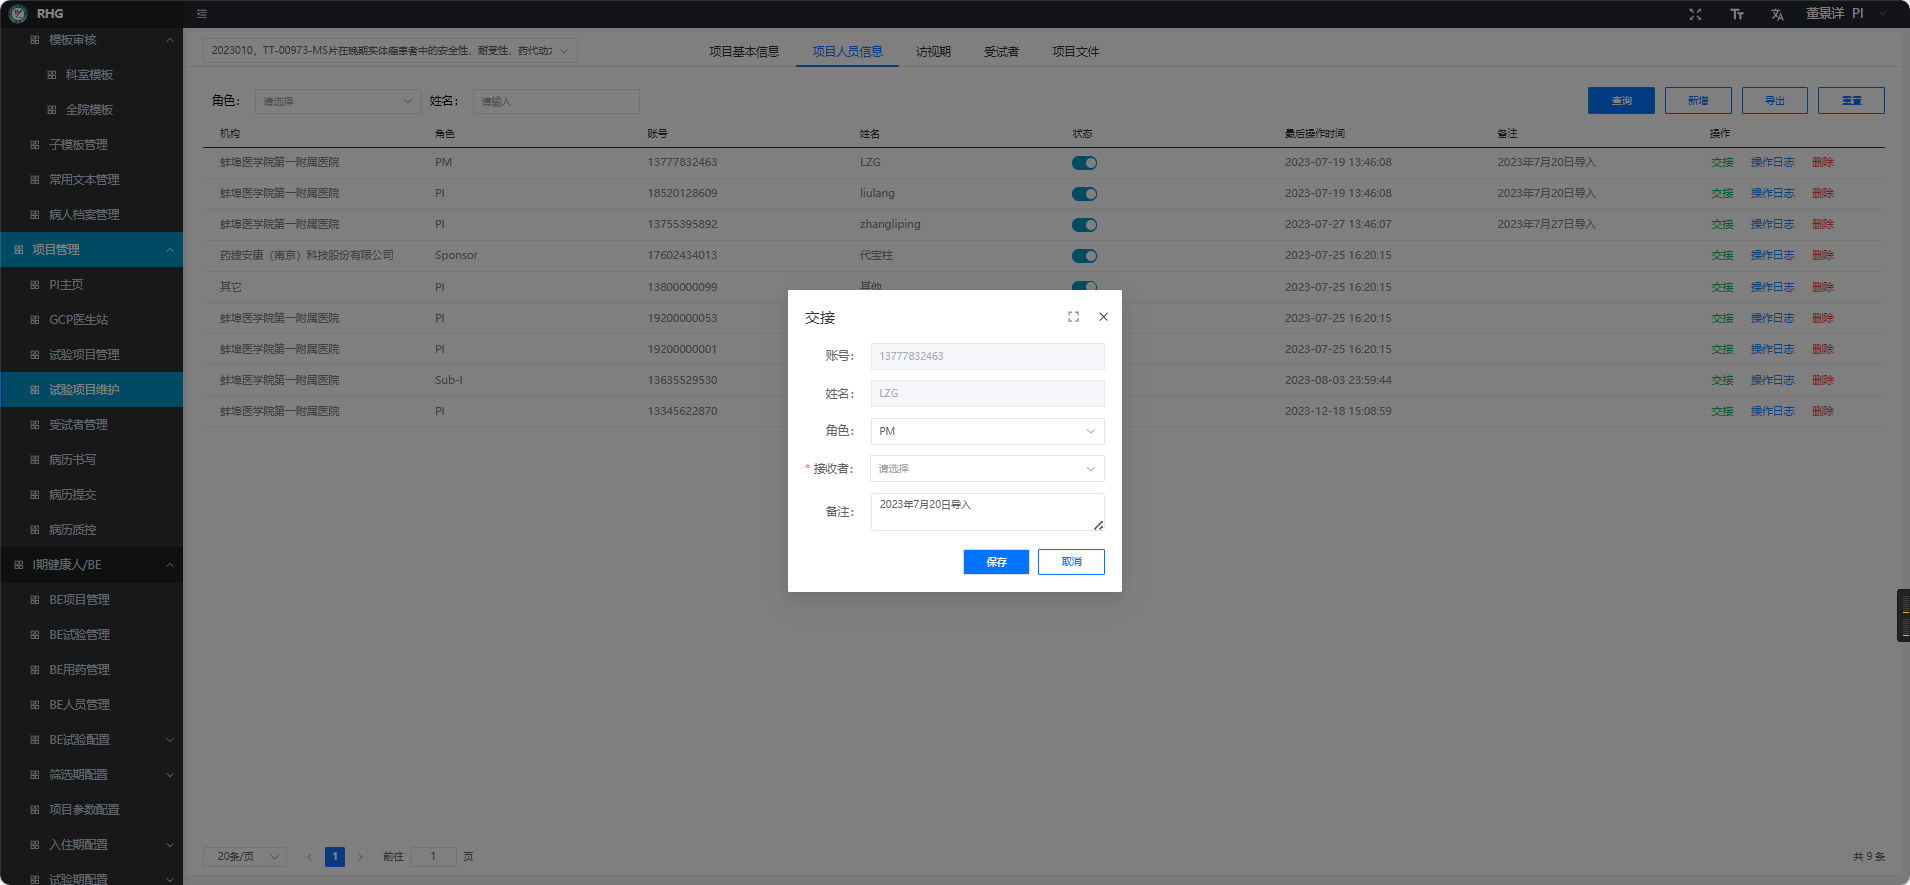 RHG
董景详 PI
模板审核
科室模板
全院模板
子模板管理
常用文本管理
病人档案管理
项目管理
PI主页
GCP医生站
试验项目管理
试验项目维护
受试者管理
病历书写
病历提交
病历质控
I期健康人/BE
BE项目管理
BE试验管理
BE用药管理
BE人员管理
BE试验配置
筛选期配置
项目参数配置
入住期配置
试验期配置
2023010，TT-00973-MS片在晚期实体瘤患者中的安全性、耐受性、药代动
项目基本信息 项目人员信息 访视期 受试者 项目文件
角色： 请选择 姓名： 请输入 查询 新增 导出 重置
机构 角色 账号 姓名 状态 最后操作时间 备注 操作
蚌埠医学院第一附属医院 PM 13777832463 LZG 2023-07-19 13:46:08 2023年7月20日导入 交接 操作日志 删除
蚌埠医学院第一附属医院 PI 18520128609 liulang 2023-07-19 13:46:08 2023年7月20日导入 交接 操作日志 删除
蚌埠医学院第一附属医院 PI 13755395892 zhangliping 2023-07-27 13:46:07 2023年7月27日导入 交接 操作日志 删除
药捷安康（南京）科技股份有限公司 Sponsor 17602434013 代宝柱 2023-07-25 16:20:15 交接 操作日志 删除
其它 PI 13800000099 其他 2023-07-25 16:20:15 交接 操作日志 删除
蚌埠医学院第一附属医院 PI 19200000053 2023-07-25 16:20:15 交接 操作日志 删除
蚌埠医学院第一附属医院 PI 19200000001 2023-07-25 16:20:15 交接 操作日志 删除
蚌埠医学院第一附属医院 Sub-I 13635529530 2023-08-03 23:59:44 交接 操作日志 删除
蚌埠医学院第一附属医院 PI 13345622870 2023-12-18 15:08:59 交接 操作日志 删除
交接
账号： 13777832463
姓名： LZG
角色： PM
* 接收者： 请选择
备注： 2023年7月20日导入
保存 取消
20条/页 1 前往 1 页 共 9 条